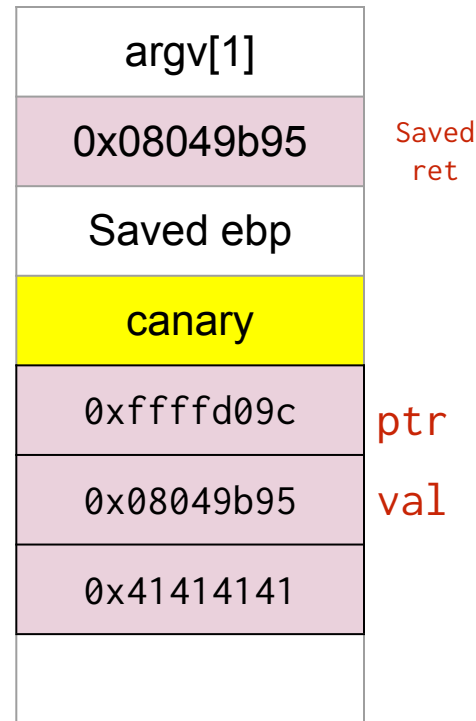 argv[1]
0x08049b95
Saved
ret
Saved ebp
canary
0xffffd09c
ptr
0x08049b95
val
0x41414141